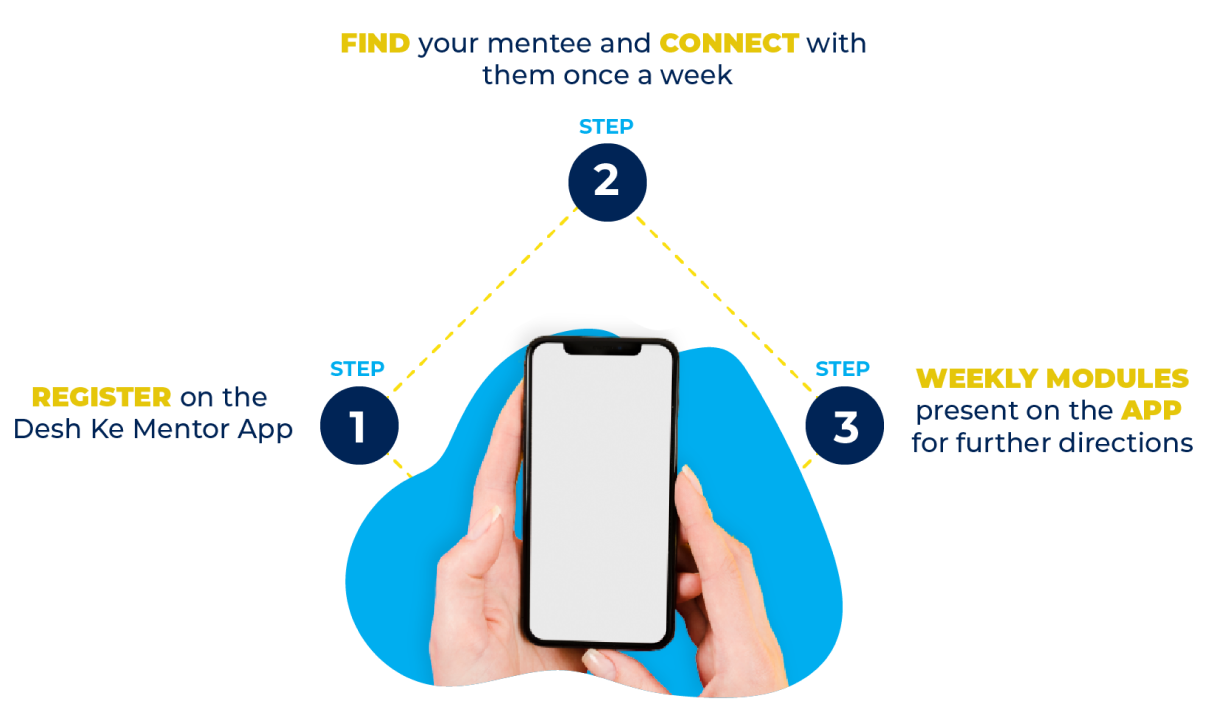 FIND your mentee and CONNECT with
them once a week
STEP
2
STEP
1
REGISTER on the
Desh Ke Mentor App
STEP
3
WEEKLY MODULES
present on the APP
for further directions